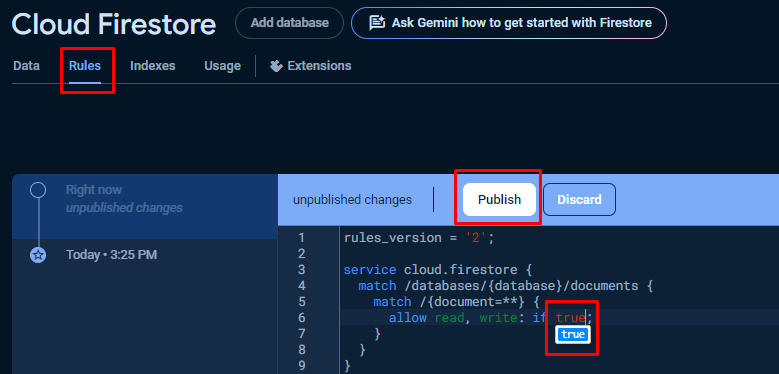 Cloud Firestore
Add database
Ask Gemini how to get started with Firestore
Data
Rules
Indexes
Usage
Extensions
Right now
unpublished changes
Today • 3:25 PM
unpublished changes
Publish
Discard
1 rules_version = '2';
2
3 service cloud.firestore {
4   match /databases/{database}/documents {
5     match /{document=**} {
6       allow read, write: if true;
true
7     }
8   }
9 }